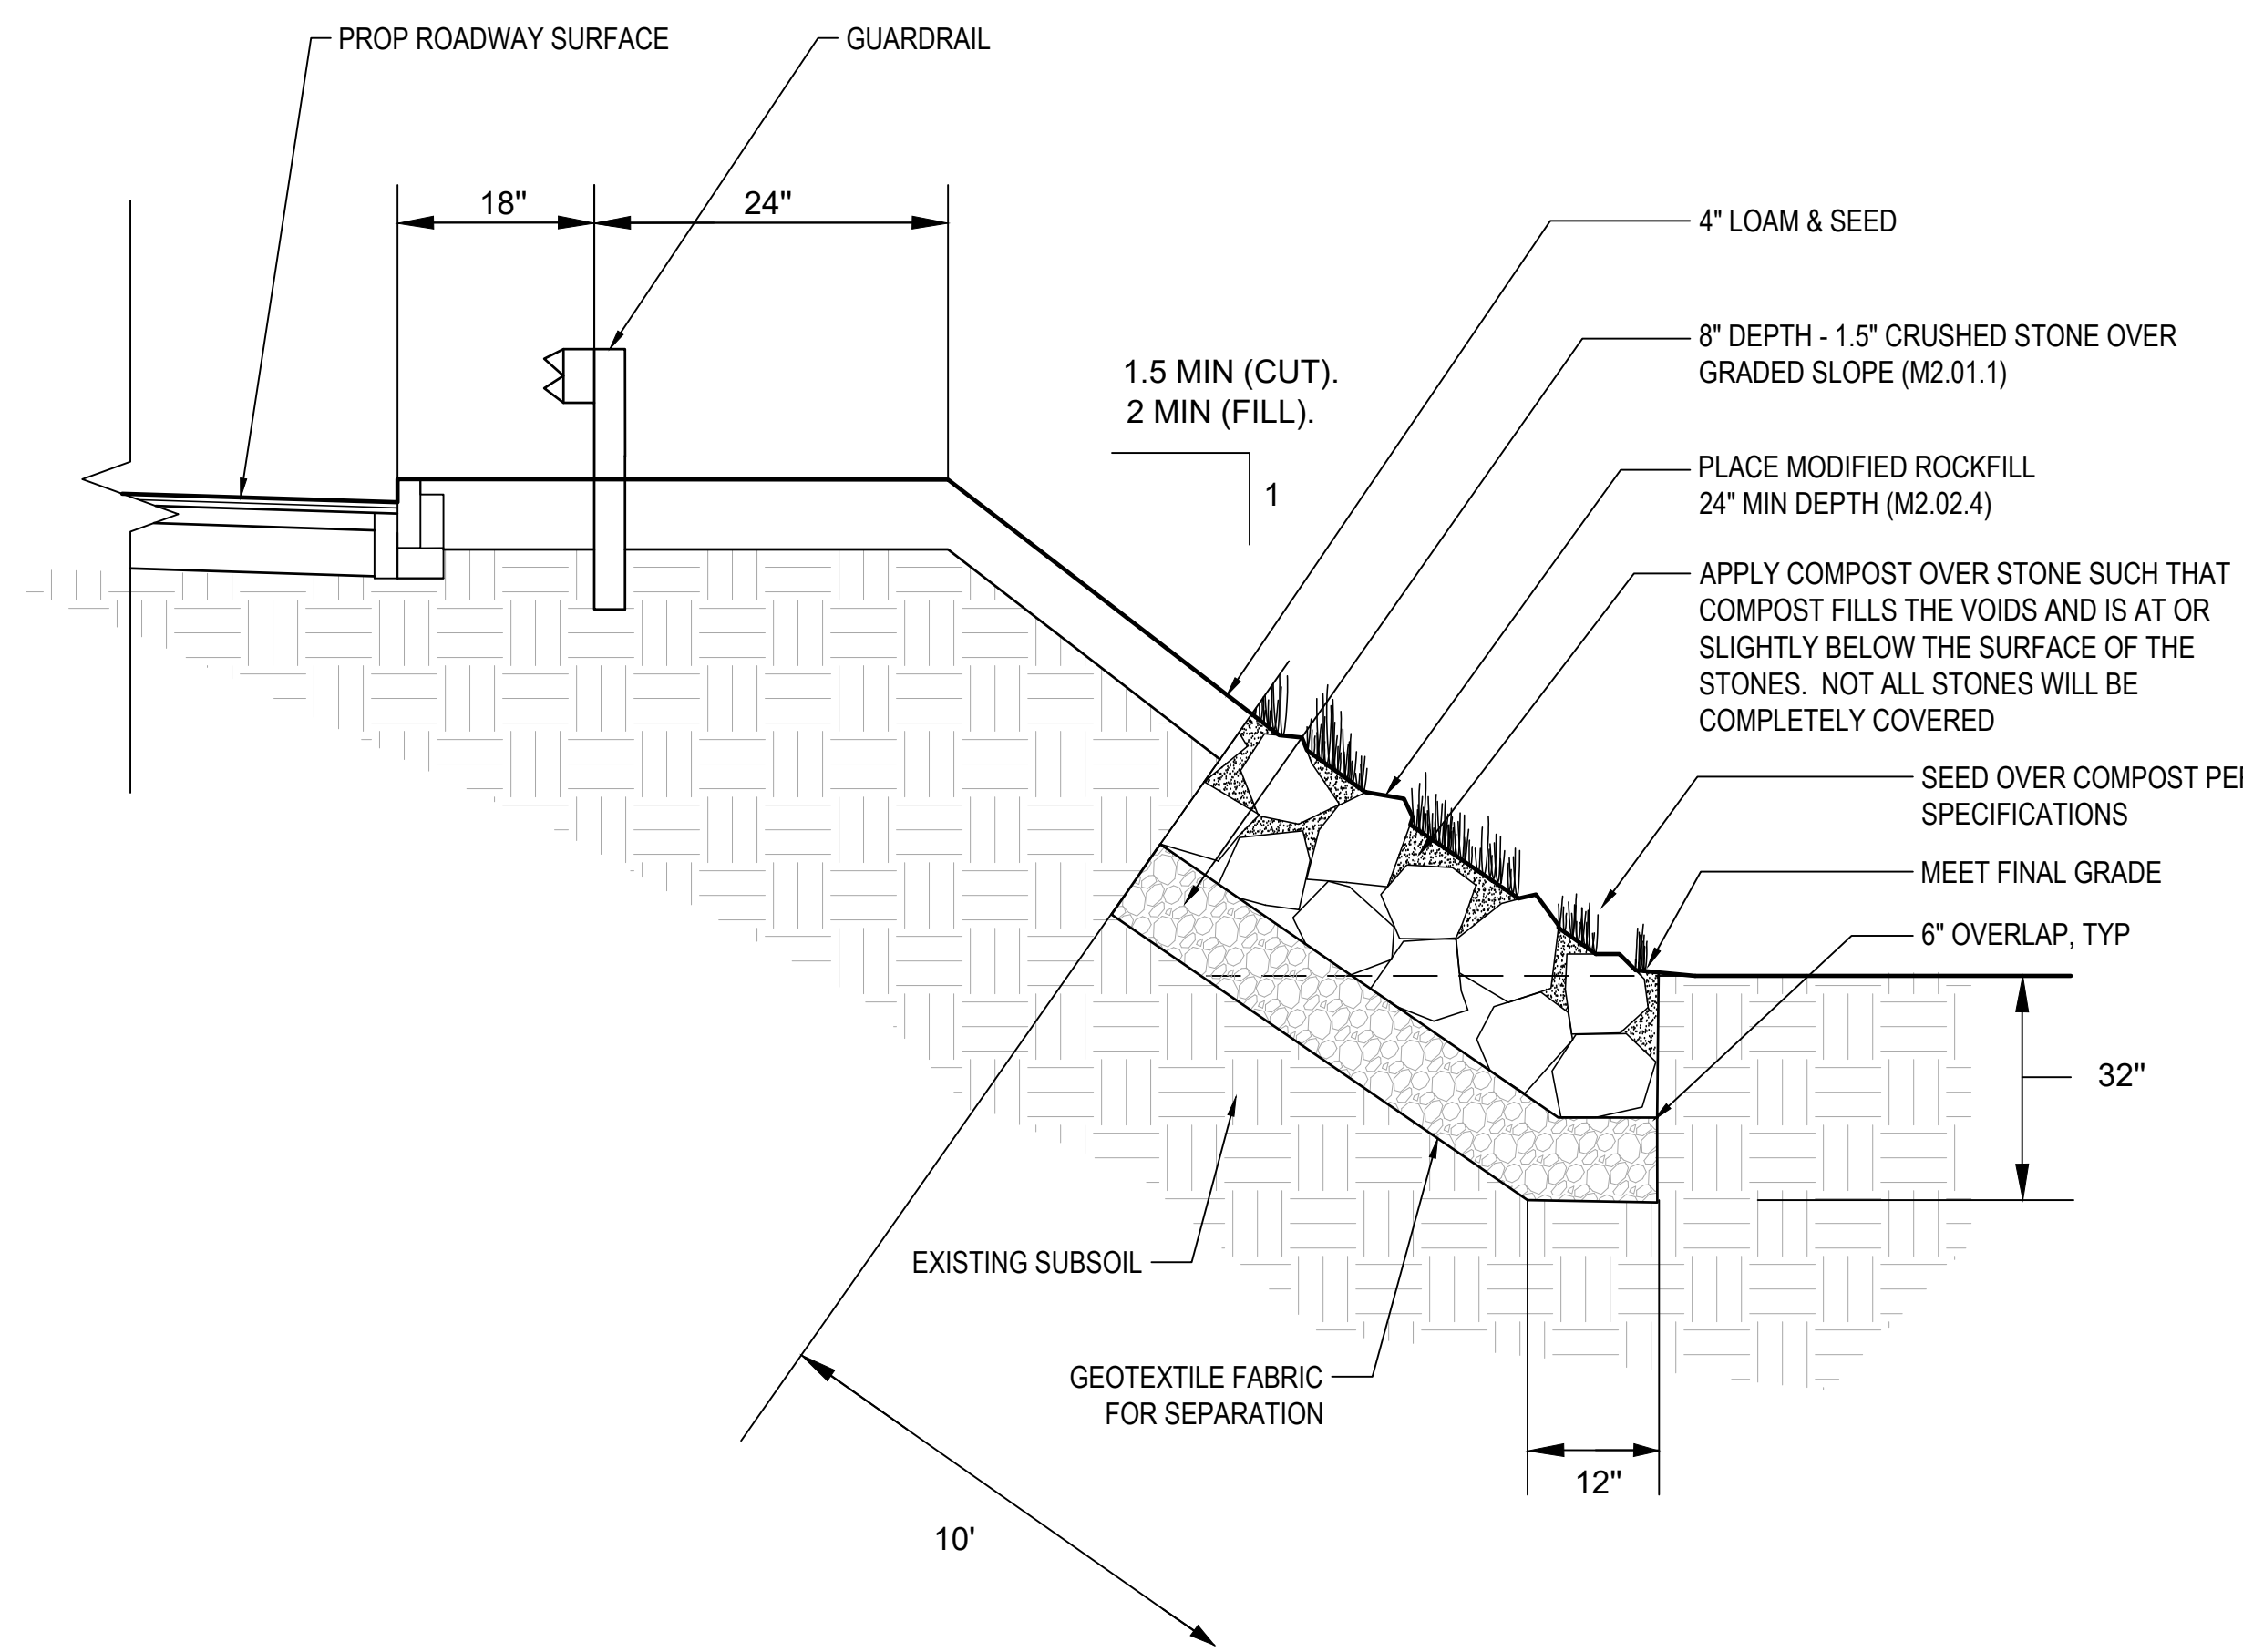 PROP ROADWAY SURFACE
GUARDRAIL
18"
24"
4" LOAM & SEED
8" DEPTH - 1.5" CRUSHED STONE OVER
GRADED SLOPE (M2.01.1)
1.5 MIN (CUT).
2 MIN (FILL).
1
PLACE MODIFIED ROCKFILL
24" MIN DEPTH (M2.02.4)
APPLY COMPOST OVER STONE SUCH THAT
COMPOST FILLS THE VOIDS AND IS AT OR
SLIGHTLY BELOW THE SURFACE OF THE
STONES. NOT ALL STONES WILL BE
COMPLETELY COVERED
SEED OVER COMPOST
SPECIFICATIONS
MEET FINAL GRADE
6" OVERLAP, TYP
32"
EXISTING SUBSOIL
GEOTEXTILE FABRIC
FOR SEPARATION
12"
10'